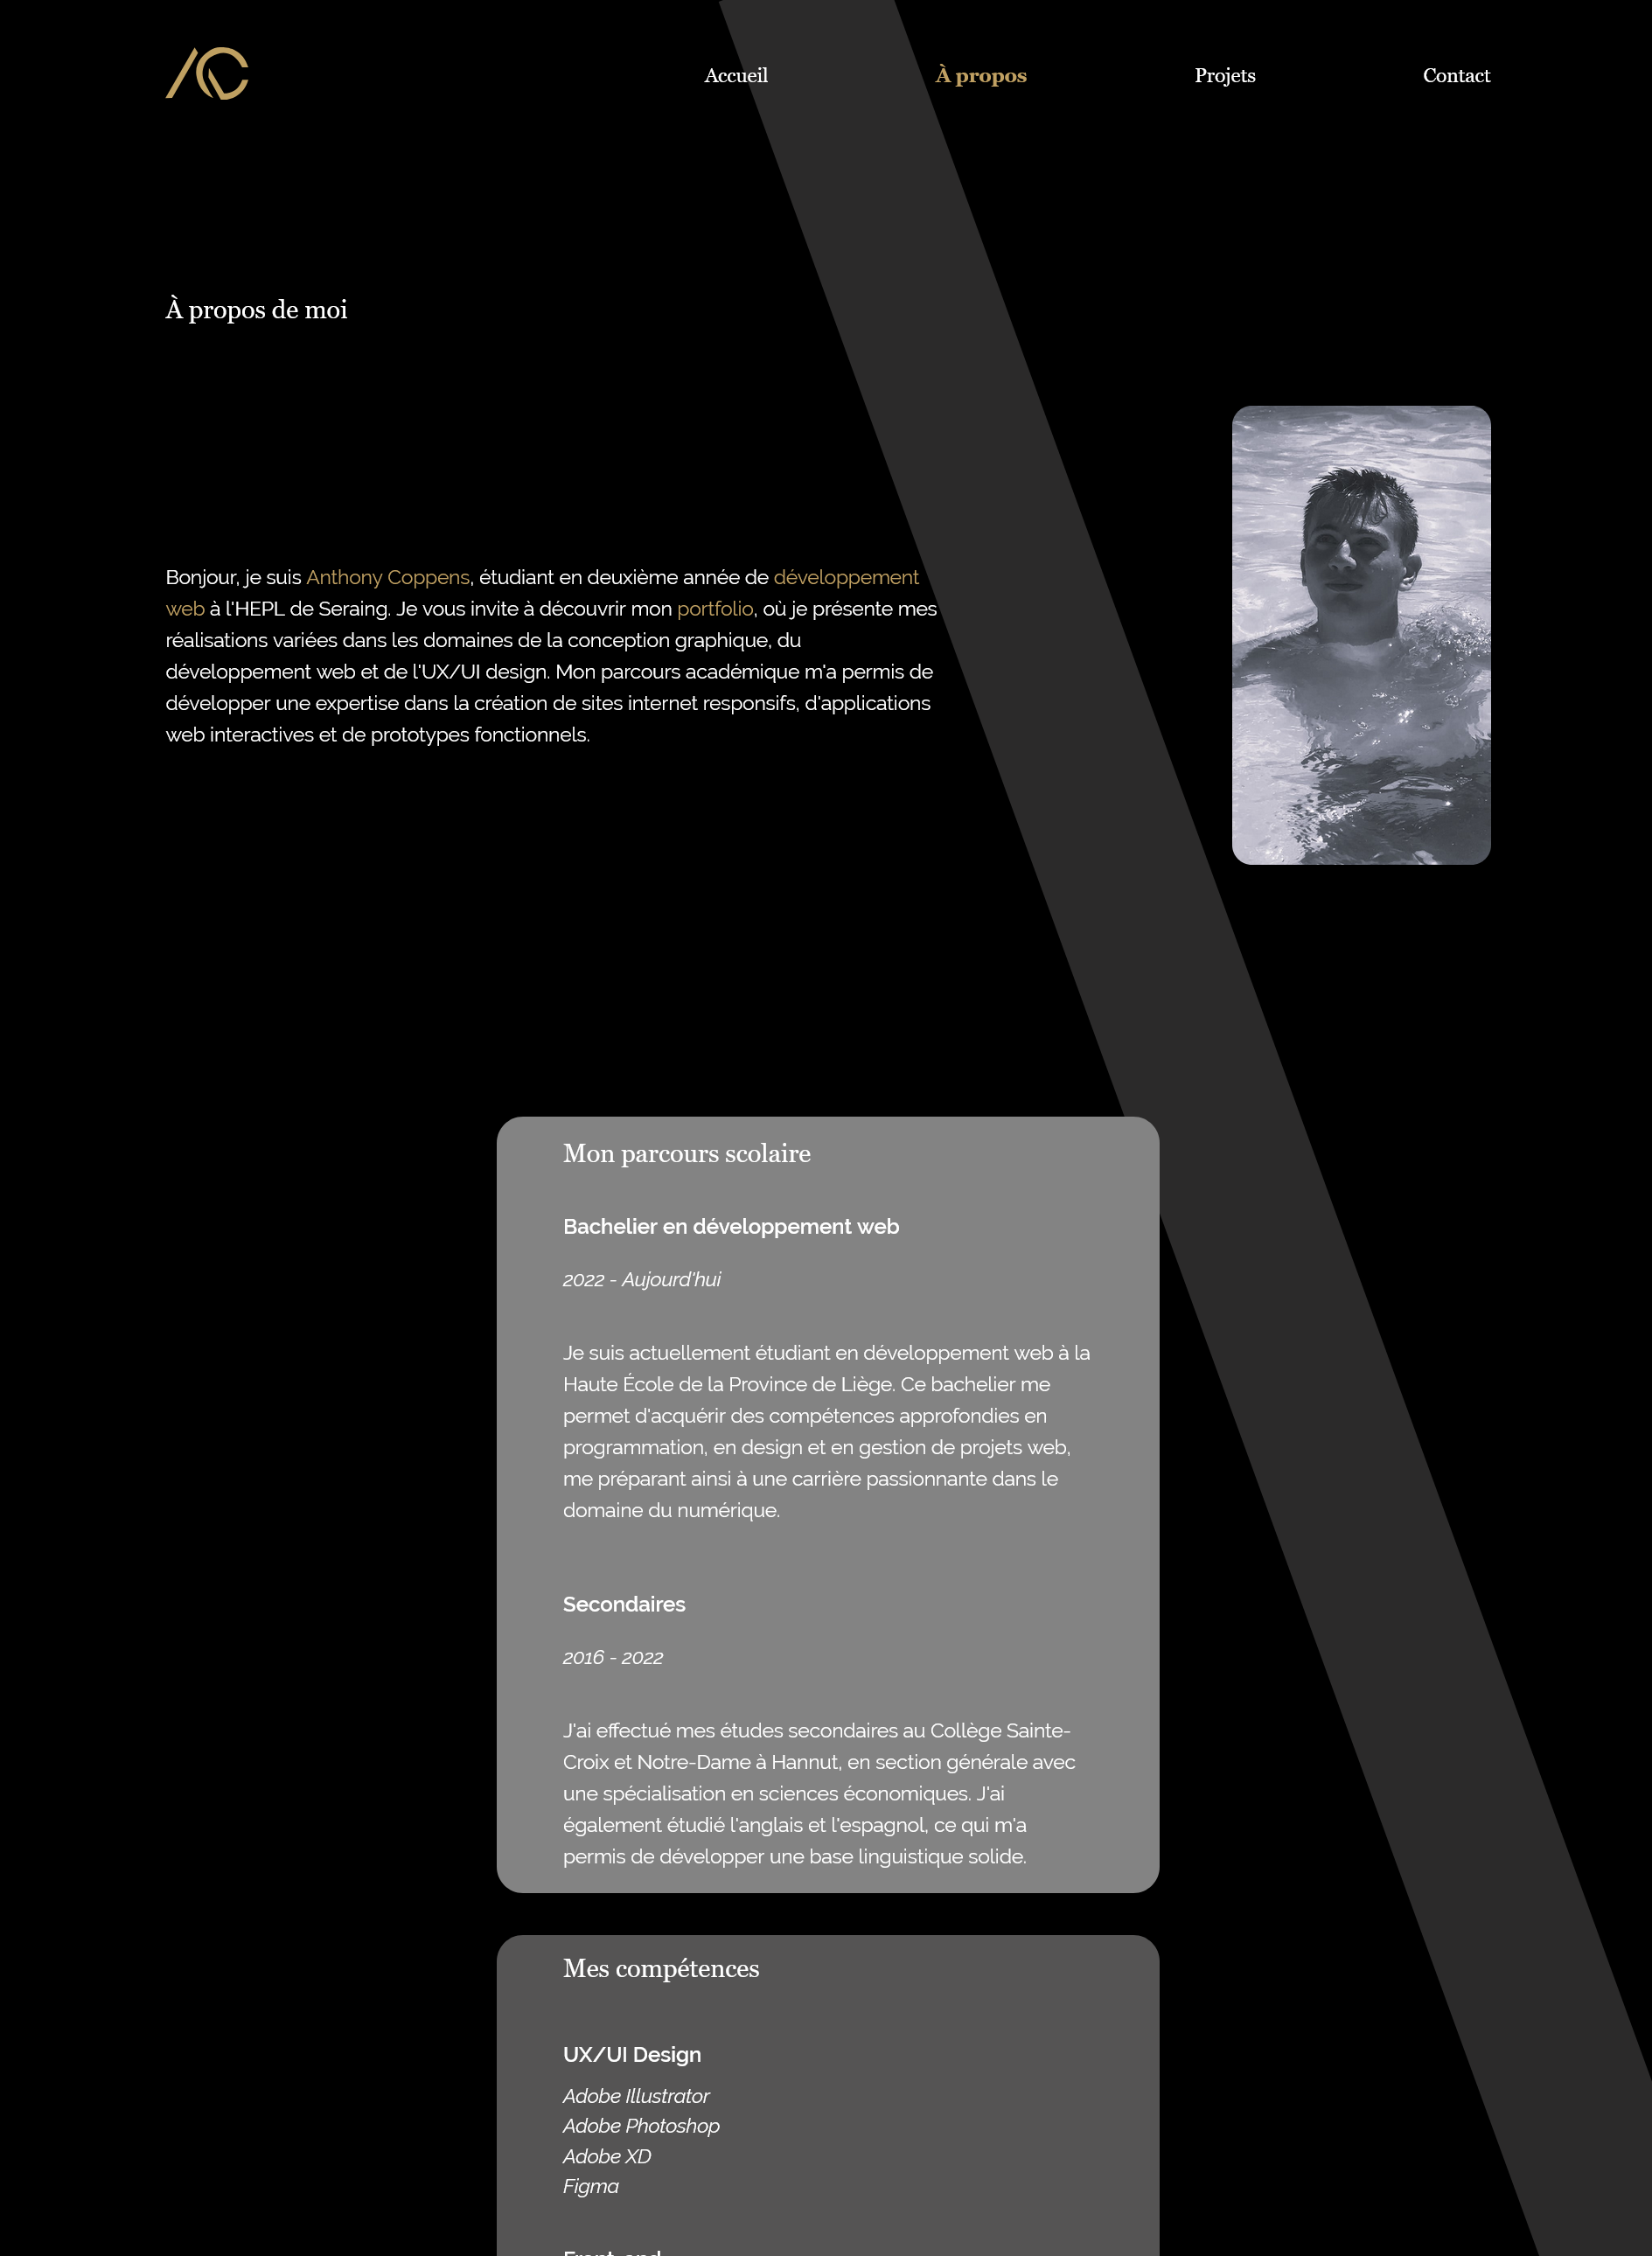 AC
Accueil À propos Projets Contact
À propos de moi
Bonjour, je suis Anthony Coppens, étudiant en deuxième année de développement
web à l'HEPL de Seraing. Je vous invite à découvrir mon portfolio, où je présente mes
réalisations variées dans les domaines de la conception graphique, du
développement web et de l'UX/UI design. Mon parcours académique m'a permis de
développer une expertise dans la création de sites internet responsifs, d'applications
web interactives et de prototypes fonctionnels.
Mon parcours scolaire
Bachelier en développement web
2022 - Aujourd'hui
Je suis actuellement étudiant en développement web à la
Haute École de la Province de Liège. Ce bachelier me
permet d'acquérir des compétences approfondies en
programmation, en design et en gestion de projets web,
me préparant ainsi à une carrière passionnante dans le
domaine du numérique.
Secondaires
2016 - 2022
J'ai effectué mes études secondaires au Collège Sainte-
Croix et Notre-Dame à Hannut, en section générale avec
une spécialisation en sciences économiques. J'ai
également étudié l'anglais et l'espagnol, ce qui m'a
permis de développer une base linguistique solide.
Mes compétences
UX/UI Design
Adobe Illustrator
Adobe Photoshop
Adobe XD
Figma